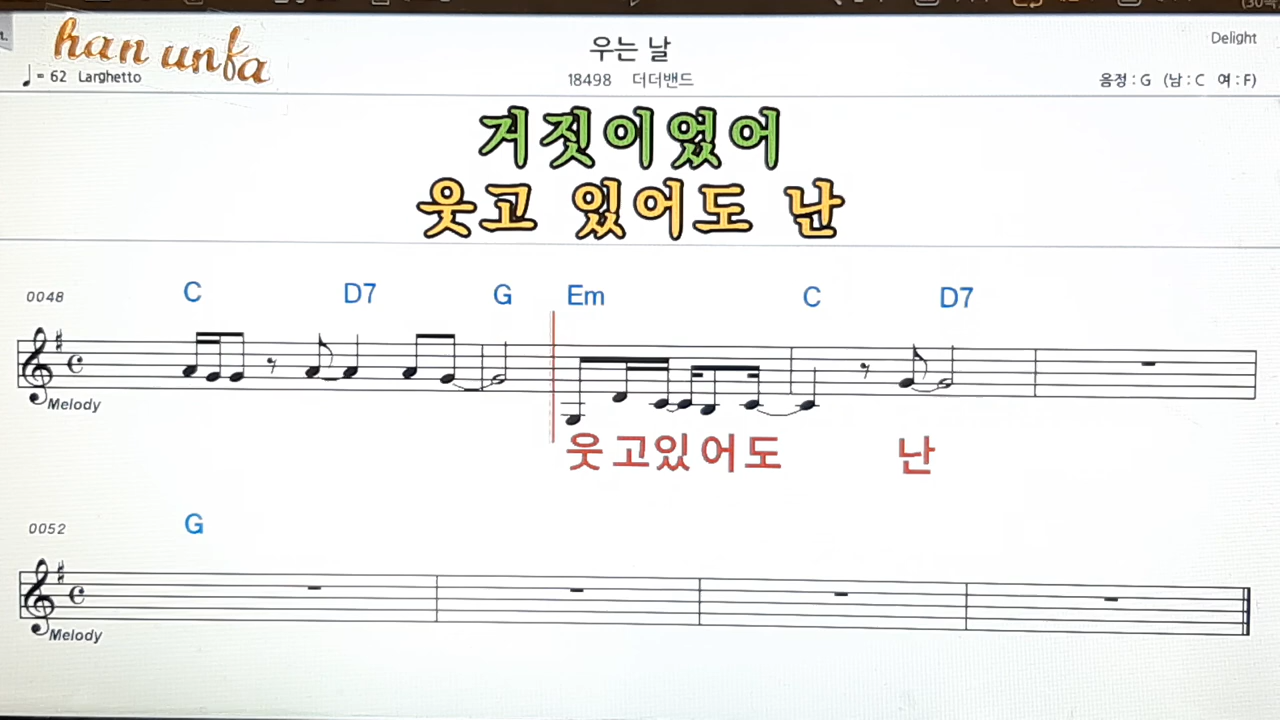 han unfa
우는 날
Delight
♩= 62 Larghetto
18498 더더밴드
음정 : G (남 : C 여 : F)
거짓이었어
웃고 있어도 난
0048 C D7 G Em C D7
Melody
웃고있어도 난
0052 G
Melody